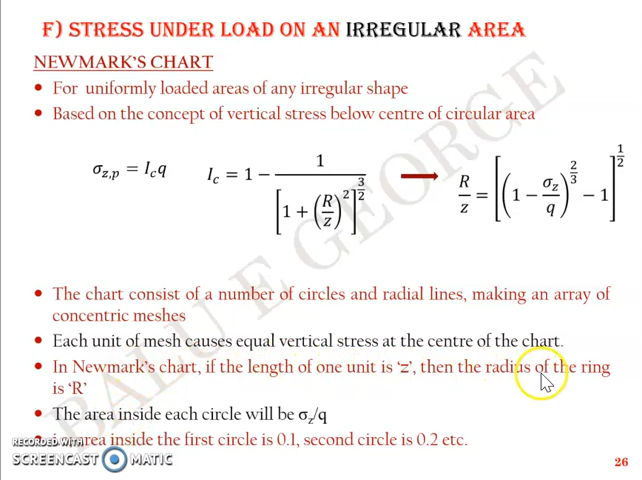 F) STRESS UNDER LOAD ON AN IRREGULAR AREA
NEWMARK'S CHART
• For uniformly loaded areas of any irregular shape
• Based on the concept of vertical stress below centre of circular area
σ_{z,p} = I_c q    I_c = 1 − 1 / [1 + (R/z)^2]^{3/2}    R/z = [(1 − σ_z/q)^{2/3} − 1]^{1/2}
• The chart consist of a number of circles and radial lines, making an array of
concentric meshes
• Each unit of mesh causes equal vertical stress at the centre of the chart.
• In Newmark's chart, if the length of one unit is 'z', then the radius of the ring
is 'R'
• The area inside each circle will be σ_z/q
area inside the first circle is 0.1, second circle is 0.2 etc.
RECORDED WITH
SCREENCAST MATIC
26
BALU E GEORGE